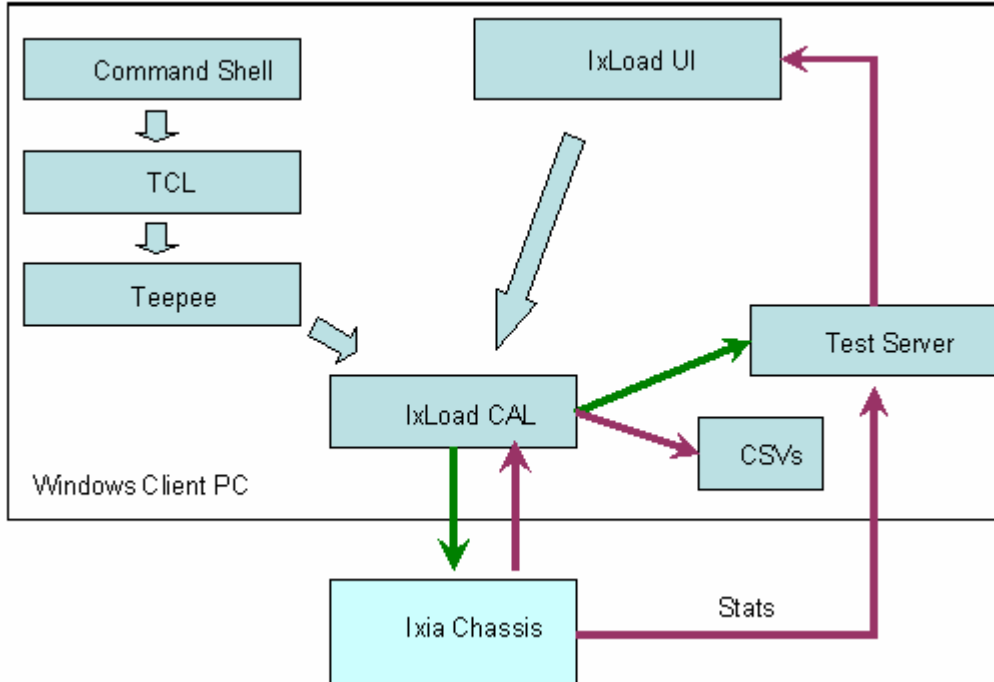 Command Shell
IxLoad UI
TCL
Teepee
Test Server
IxLoad CAL
CSVs
Windows Client PC
Ixia Chassis
Stats